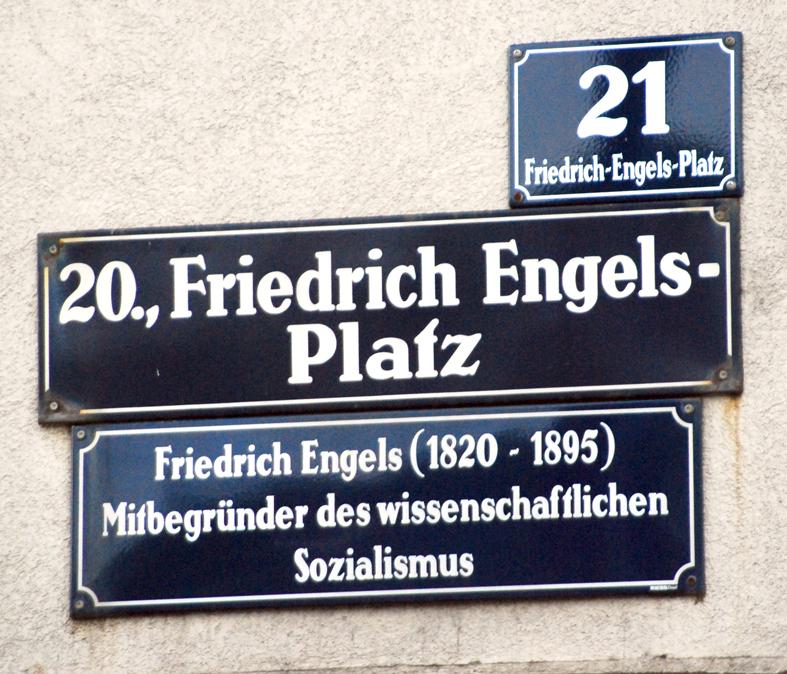 21
Friedrich-Engels-Platz
20., Friedrich Engels-
Platz
Friedrich Engels (1820 - 1895)
Mitbegründer des wissenschaftlichen
Sozialismus